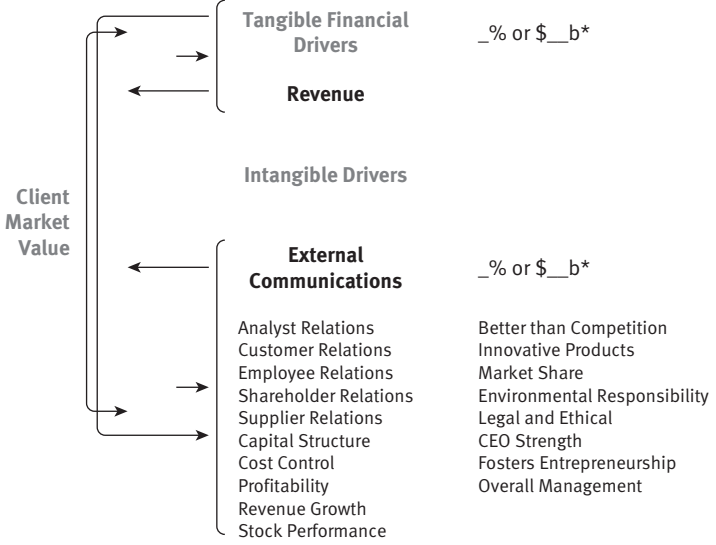 Tangible Financial
Drivers
_% or $__b*
Revenue
Intangible Drivers
Client
Market
Value
External
Communications
_% or $__b*
Analyst Relations
Customer Relations
Employee Relations
Shareholder Relations
Supplier Relations
Capital Structure
Cost Control
Profitability
Revenue Growth
Stock Performance
Better than Competition
Innovative Products
Market Share
Environmental Responsibility
Legal and Ethical
CEO Strength
Fosters Entrepreneurship
Overall Management